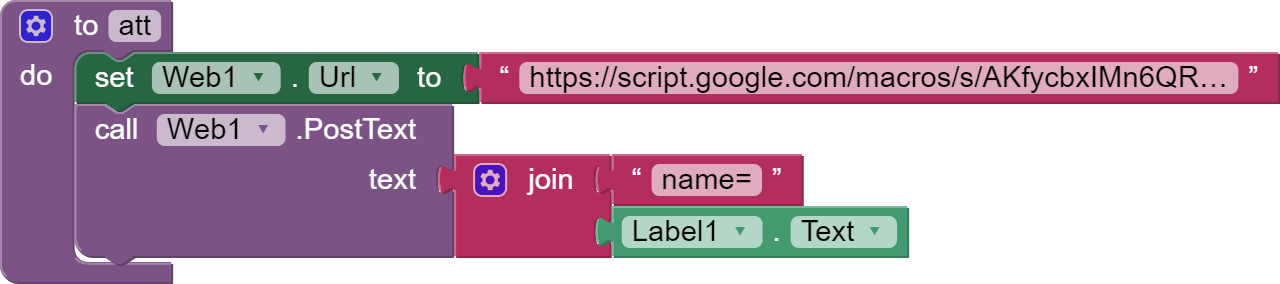 to att
do set Web1 . Url to “ https://script.google.com/macros/s/AKfycbxIMn6QR... ”
call Web1 .PostText
text join “ name= ”
Label1 . Text